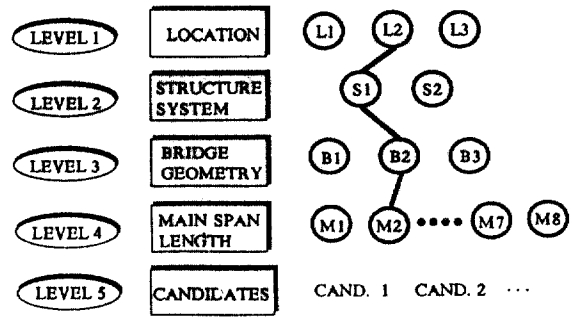 LEVEL 1 LOCATION L1 L2 L3
LEVEL 2 STRUCTURE SYSTEM S1 S2
LEVEL 3 BRIDGE GEOMETRY B1 B2 B3
LEVEL 4 MAIN SPAN LENGTH M1 M2 •••• M7 M8
LEVEL 5 CANDIDATES CAND. 1 CAND. 2 ...